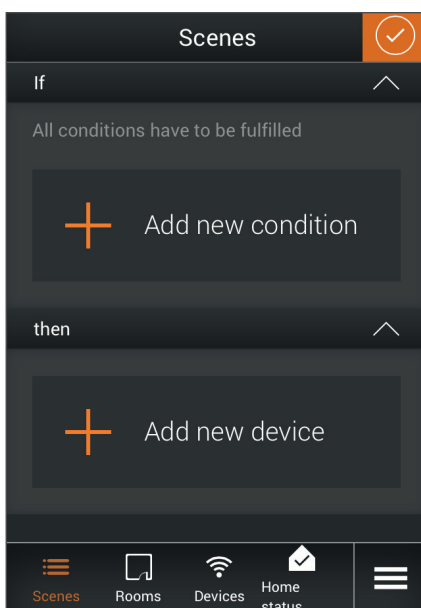 Scenes
If
All conditions have to be fulfilled
Add new condition
then
Add new device
Scenes
Rooms
Devices
Home
status